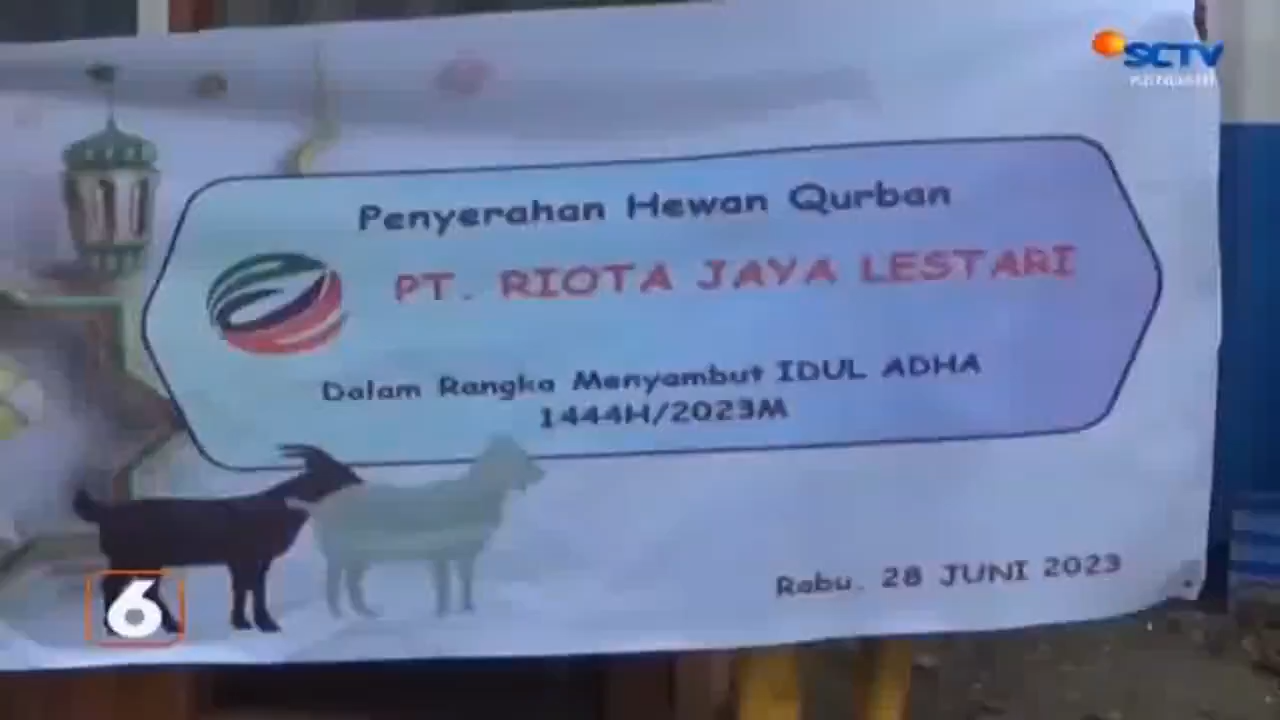 SCTV
Penyerahan Hewan Qurban
PT. RIOTA JAYA LESTARI
Dalam Rangka Menyambut IDUL ADHA
1444H/2023M
Rabu. 28 JUNI 2023
6